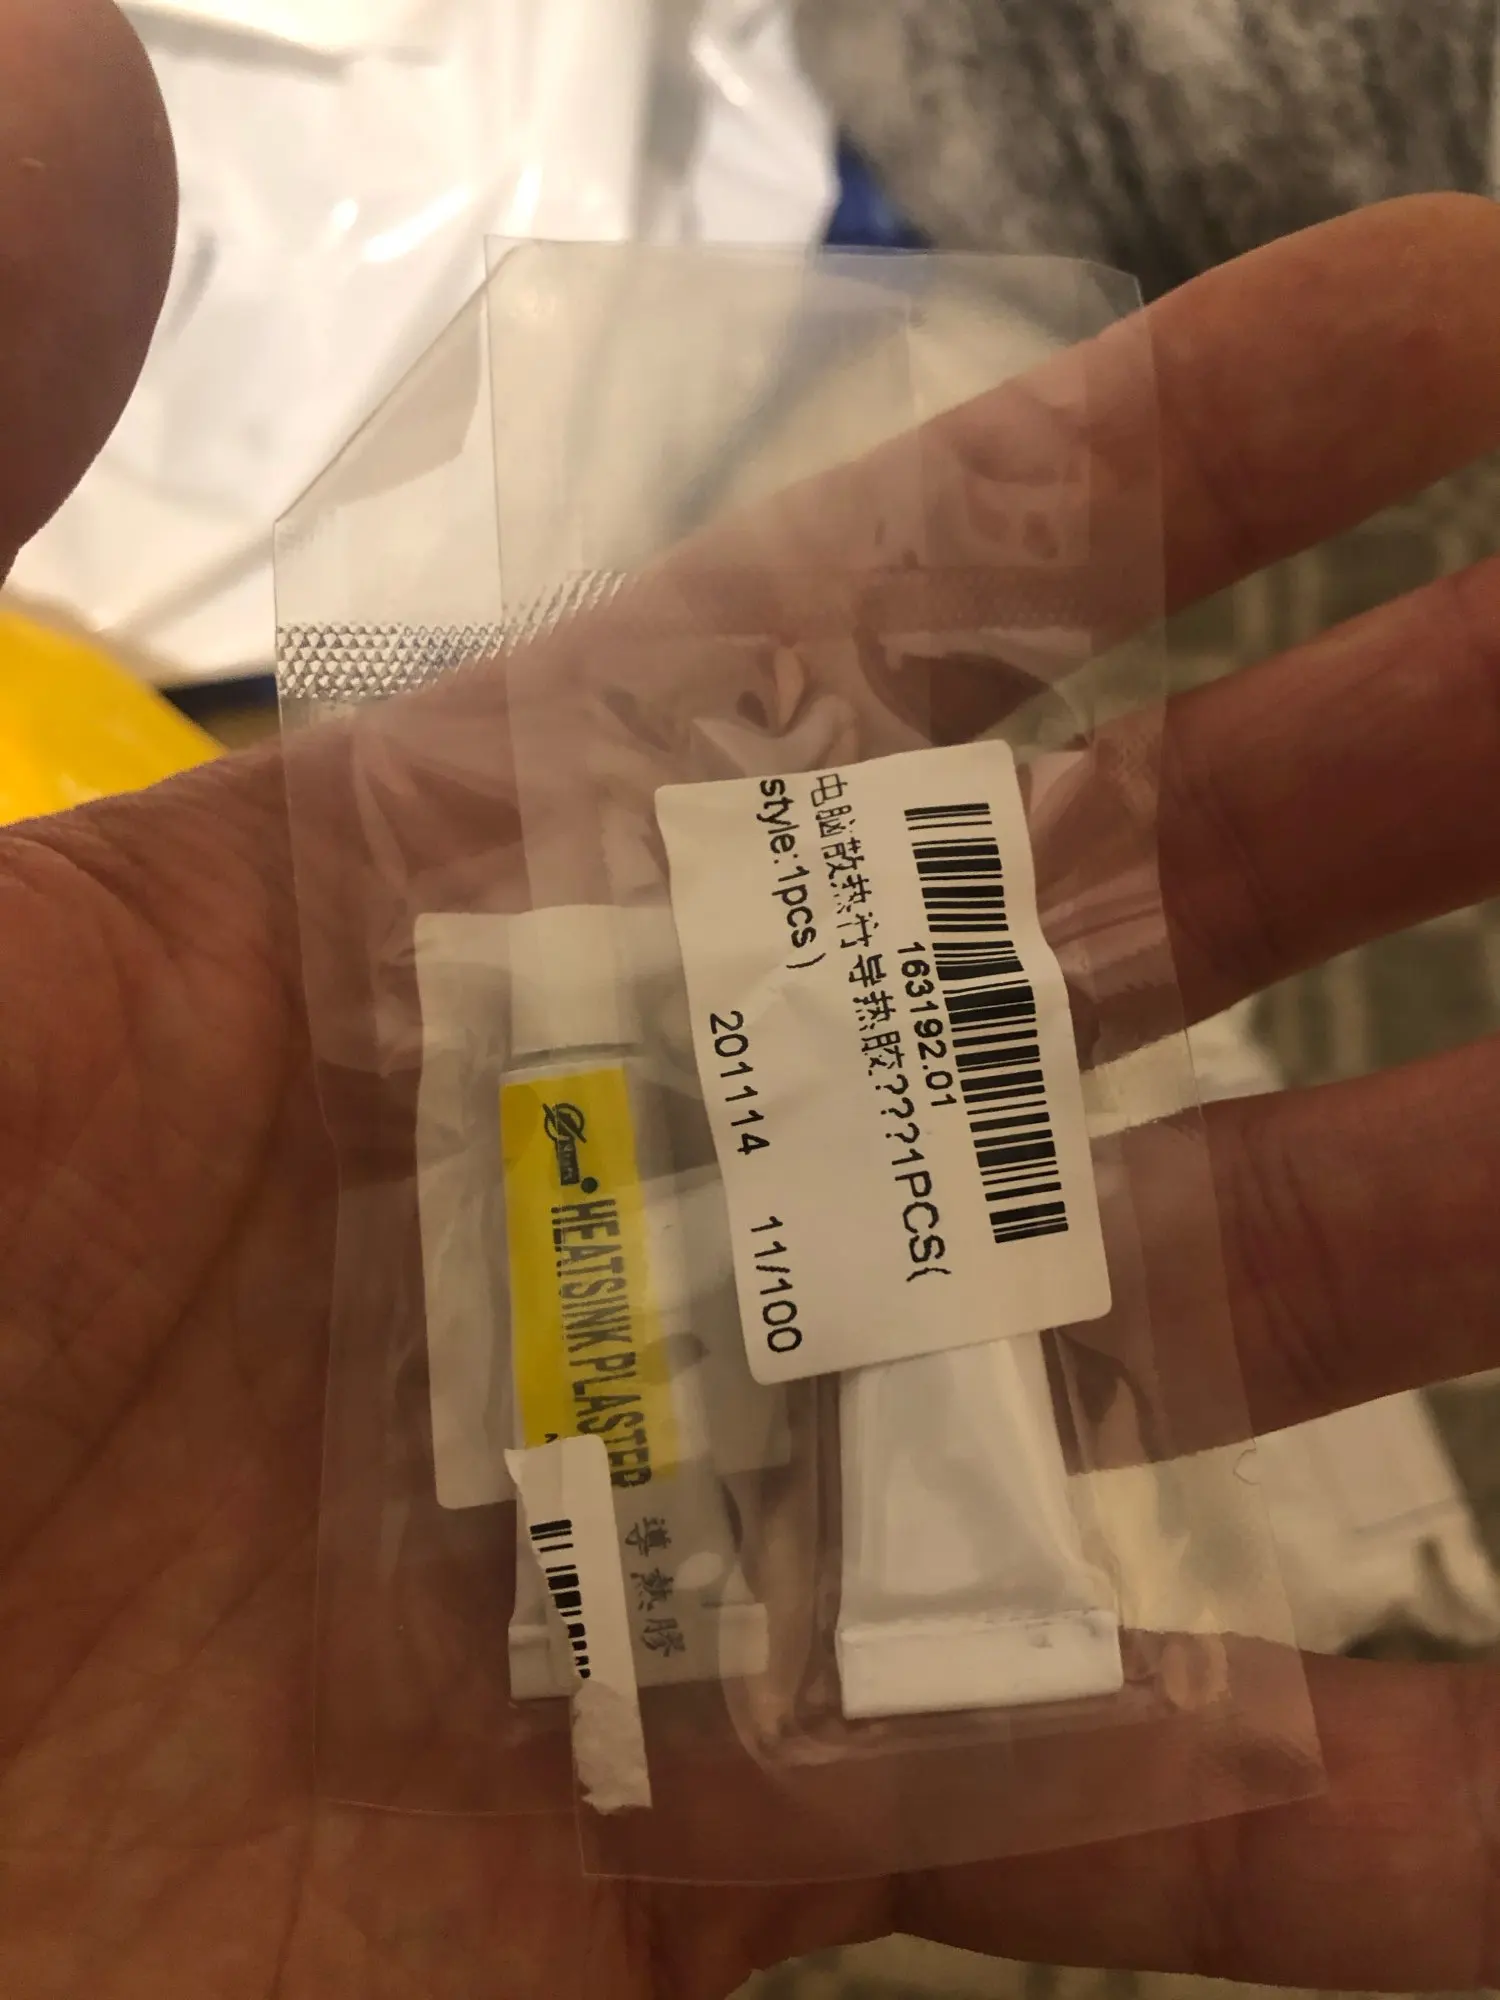 163192.01
电脑散热片导热胶???1PCS(
style:1pcs)
201114 11/100
HEATSINK PLASTER
導熱膠